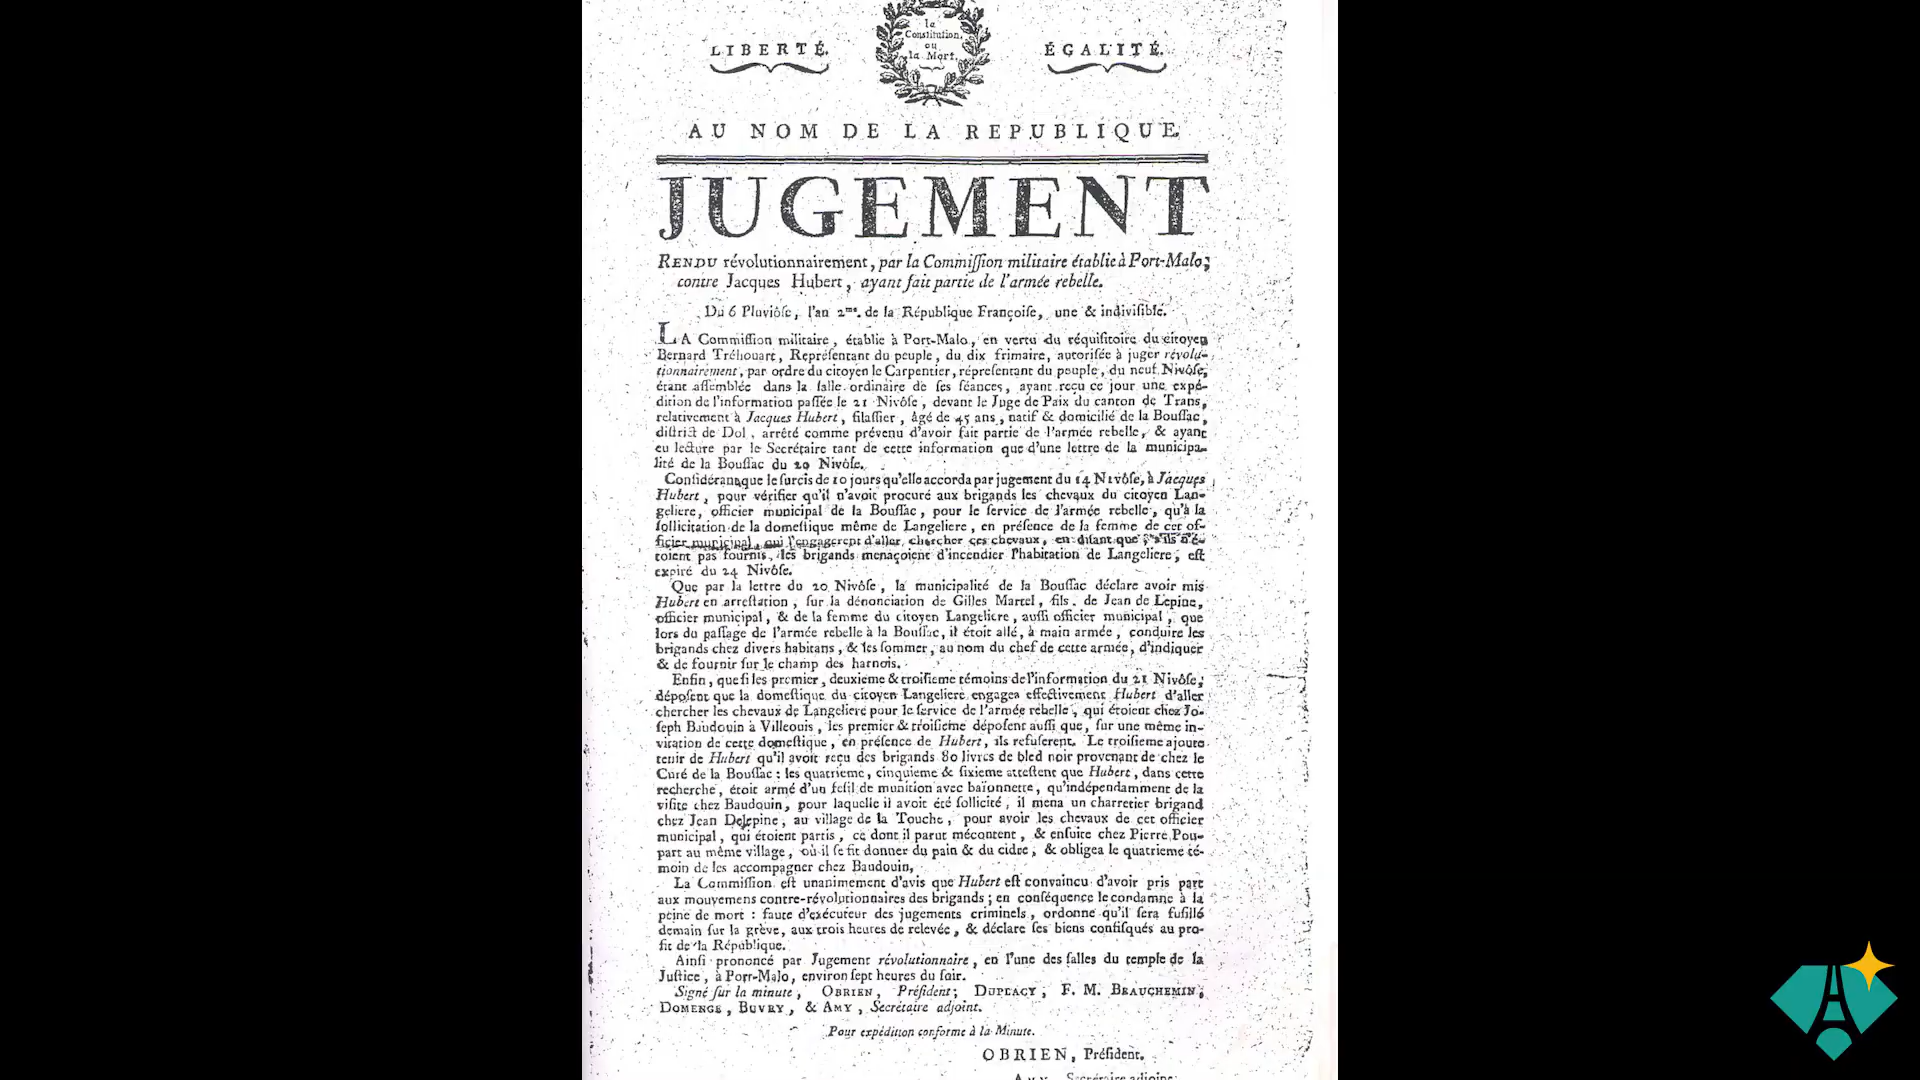 LIBERTÉ.
la
Constitution,
ou
la Mort.
ÉGALITÉ.
AU NOM DE LA REPUBLIQUE.
JUGEMENT
RENDU révolutionnairement, par la Commiſſion militaire établie à Port-Malo;
contre Jacques Hubert, ayant fait partie de l'armée rebelle.
Du 6 Pluviôſe, l'an 2me. de la République Françoiſe, une & indiviſible.
LA Commiſſion militaire, établie à Port-Malo, en vertu du réquiſitoire du citoyen
Bernard Tréhouart, Repréſentant du peuple, du dix frimaire, autoriſée à juger révolu-
tionnairement, par ordre du citoyen le Carpentier, répreſentant du peuple, du neuf Nivôſe,
étant aſſemblée dans la ſalle ordinaire de ſes ſéances, ayant reçu ce jour une expé-
dition de l'information paſſée le 21 Nivôſe, devant le Juge de Paix du canton de Trans,
relativement à Jacques Hubert, filaſſier, âgé de 45 ans, natif & domicilié de la Bouſſac,
diſtrict de Dol, arrêté comme prévenu d'avoir fait partie de l'armée rebelle, & ayant
eu lecture par le Secrétaire tant de cette information que d'une lettre de la municipa-
lité de la Bouſſac du 20 Nivôſe.
Conſidérant que le ſurcis de 10 jours qu'elle accorda par jugement du 14 Nivôſe, à Jacques
Hubert, pour vérifier qu'il n'avoit procuré aux brigands les chevaux du citoyen Lan-
geliere, officier municipal de la Bouſſac, pour le ſervice de l'armée rebelle, qu'à la
ſollicitation de la domeſtique même de Langeliere, en préſence de la femme de cet of-
ficier municipal, qui l'engagerent d'aller chercher ces chevaux, en diſant que, s'ils n'é-
toient pas fournis, les brigands menaçoient d'incendier l'habitation de Langeliere, eſt
expiré du 24 Nivôſe.
Que par la lettre du 20 Nivôſe, la municipalité de la Bouſſac déclare avoir mis
Hubert en arreſtation, ſur la dénonciation de Gilles Martel, fils. de Jean de Lepine,
officier municipal, & de la femme du citoyen Langeliere, auſſi officier municipal, que
lors du paſſage de l'armée rebelle à la Bouſſac, il étoit allé, à main armée, conduire les
brigands chez divers habitans, & les ſommer, au nom du chef de cette armée, d'indiquer
& de fournir ſur le champ des harnois.
Enfin, que ſi les premier, deuxieme & troiſieme témoins de l'information du 21 Nivôſe,
dépoſent que la domeſtique du citoyen Langeliere engagea effectivement Hubert d'aller
chercher les chevaux de Langeliere pour le ſervice de l'armée rebelle, qui étoient chez Jo-
ſeph Baudouin à Villeouis, les premier & troiſieme dépoſent auſſi que, ſur une même in-
vitation de cette domeſtique, en préſence de Hubert, ils refuſerent. Le troiſieme ajoute
tenir de Hubert qu'il avoit reçu des brigands 80 livres de bled noir provenant de chez le
Curé de la Bouſſac: les quatrieme, cinquieme & ſixieme atteſtent que Hubert, dans cette
recherche, étoit armé d'un fuſil de munition avec baïonnette, qu'indépendamment de la
viſite chez Baudouin, pour laquelle il avoit été ſollicité, il mena un charretier brigand
chez Jean Delepine, au village de la Touche, pour avoir les chevaux de cet officier
municipal, qui étoient partis, ce dont il parut mécontent, & enſuite chez Pierre Pou-
part au même village, où il ſe fit donner du pain & du cidre, & obligea le quatrieme té-
moin de les accompagner chez Baudouin,
La Commiſſion eſt unanimement d'avis que Hubert eſt convaincu d'avoir pris part
aux mouvemens contre-révolutionnaires des brigands; en conſéquence le condamne à la
peine de mort: faute d'exécuteur des jugements criminels, ordonne qu'il ſera fuſillé
demain ſur la grève, aux trois heures de relevée, & déclare ſes biens confiſqués au pro-
fit de la République.
Ainſi prononcé par Jugement révolutionnaire, en l'une des ſalles du temple de la
Juſtice, à Port-Malo, environ ſept heures du ſoir.
Signé ſur la minute, OBRIEN, Préſident; DUPLACY, F. M. BEAUCHEMIN,
DOMENGE, BUVRY, & AMY, Secrétaire adjoint.
Pour expédition conforme à la Minute.
OBRIEN, Préſident.
AMY, Secrétaire adjoint.